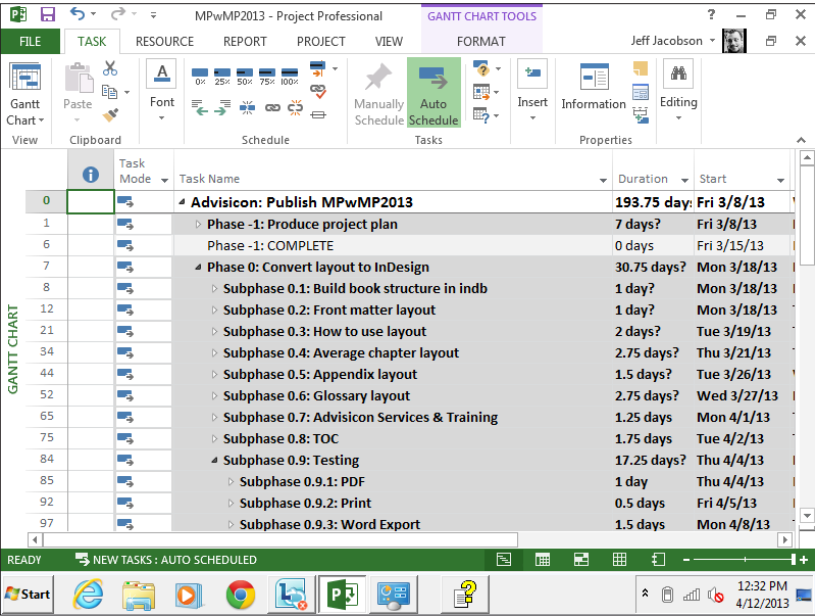 MPwMP2013 - Project Professional
GANTT CHART TOOLS
?
FILE TASK RESOURCE REPORT PROJECT VIEW FORMAT Jeff Jacobson
0% 25% 50% 75% 100%
Gantt Chart
Paste
Font
Manually Schedule
Auto Schedule
Insert
Information
Editing
View Clipboard Schedule Tasks Properties
Task Mode Task Name Duration Start
0 Advisicon: Publish MPwMP2013 193.75 day Fri 3/8/13
1 Phase -1: Produce project plan 7 days? Fri 3/8/13
6 Phase -1: COMPLETE 0 days Fri 3/15/13
7 Phase 0: Convert layout to InDesign 30.75 days? Mon 3/18/13
8 Subphase 0.1: Build book structure in indb 1 day? Mon 3/18/13
12 Subphase 0.2: Front matter layout 1 day? Mon 3/18/13
21 Subphase 0.3: How to use layout 2 days? Tue 3/19/13
34 Subphase 0.4: Average chapter layout 2.75 days? Thu 3/21/13
44 Subphase 0.5: Appendix layout 1.5 days? Tue 3/26/13
52 Subphase 0.6: Glossary layout 2.75 days? Wed 3/27/13
65 Subphase 0.7: Advisicon Services & Training 1.25 days Mon 4/1/13
75 Subphase 0.8: TOC 1.75 days Tue 4/2/13
84 Subphase 0.9: Testing 17.25 days? Thu 4/4/13
85 Subphase 0.9.1: PDF 1 day Thu 4/4/13
92 Subphase 0.9.2: Print 0.5 days Fri 4/5/13
97 Subphase 0.9.3: Word Export 1.5 days Mon 4/8/13
GANTT CHART
READY NEW TASKS : AUTO SCHEDULED
Start
12:32 PM
4/12/2013